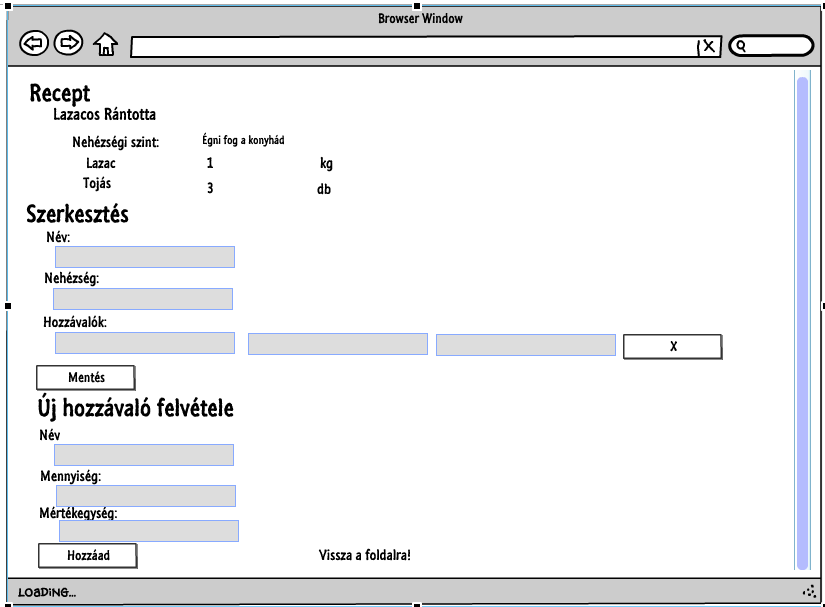 Browser Window
X
Recept
Lazacos Rántotta
Nehézségi szint: Égni fog a konyhád
Lazac 1 kg
Tojás 3 db
Szerkesztés
Név:
Nehézség:
Hozzávalók:
X
Mentés
Új hozzávaló felvétele
Név
Mennyiség:
Mértékegység:
Hozzáad Vissza a foldalra!
LOADING...